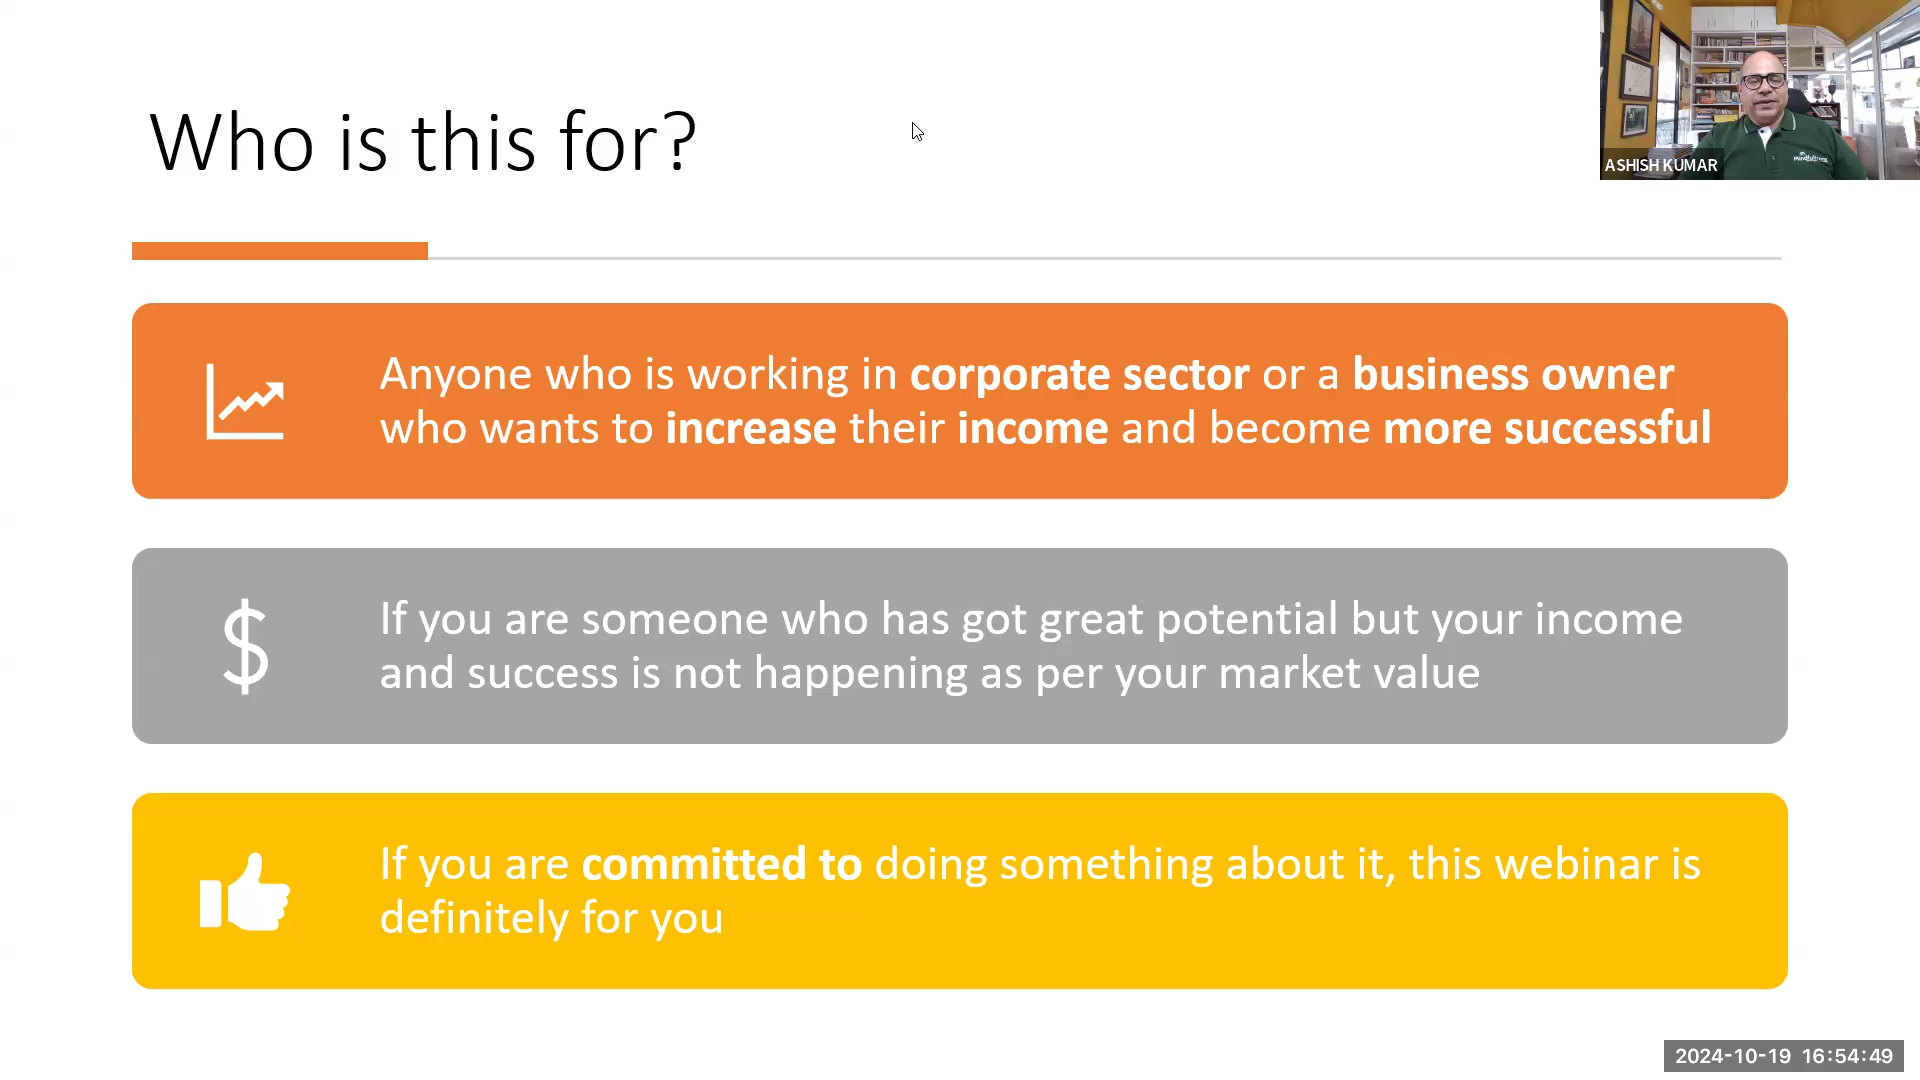 Who is this for?
ASHISH KUMAR
Anyone who is working in corporate sector or a business owner
who wants to increase their income and become more successful
$
If you are someone who has got great potential but your income
and success is not happening as per your market value
If you are committed to doing something about it, this webinar is
definitely for you
2024-10-19 16:54:49